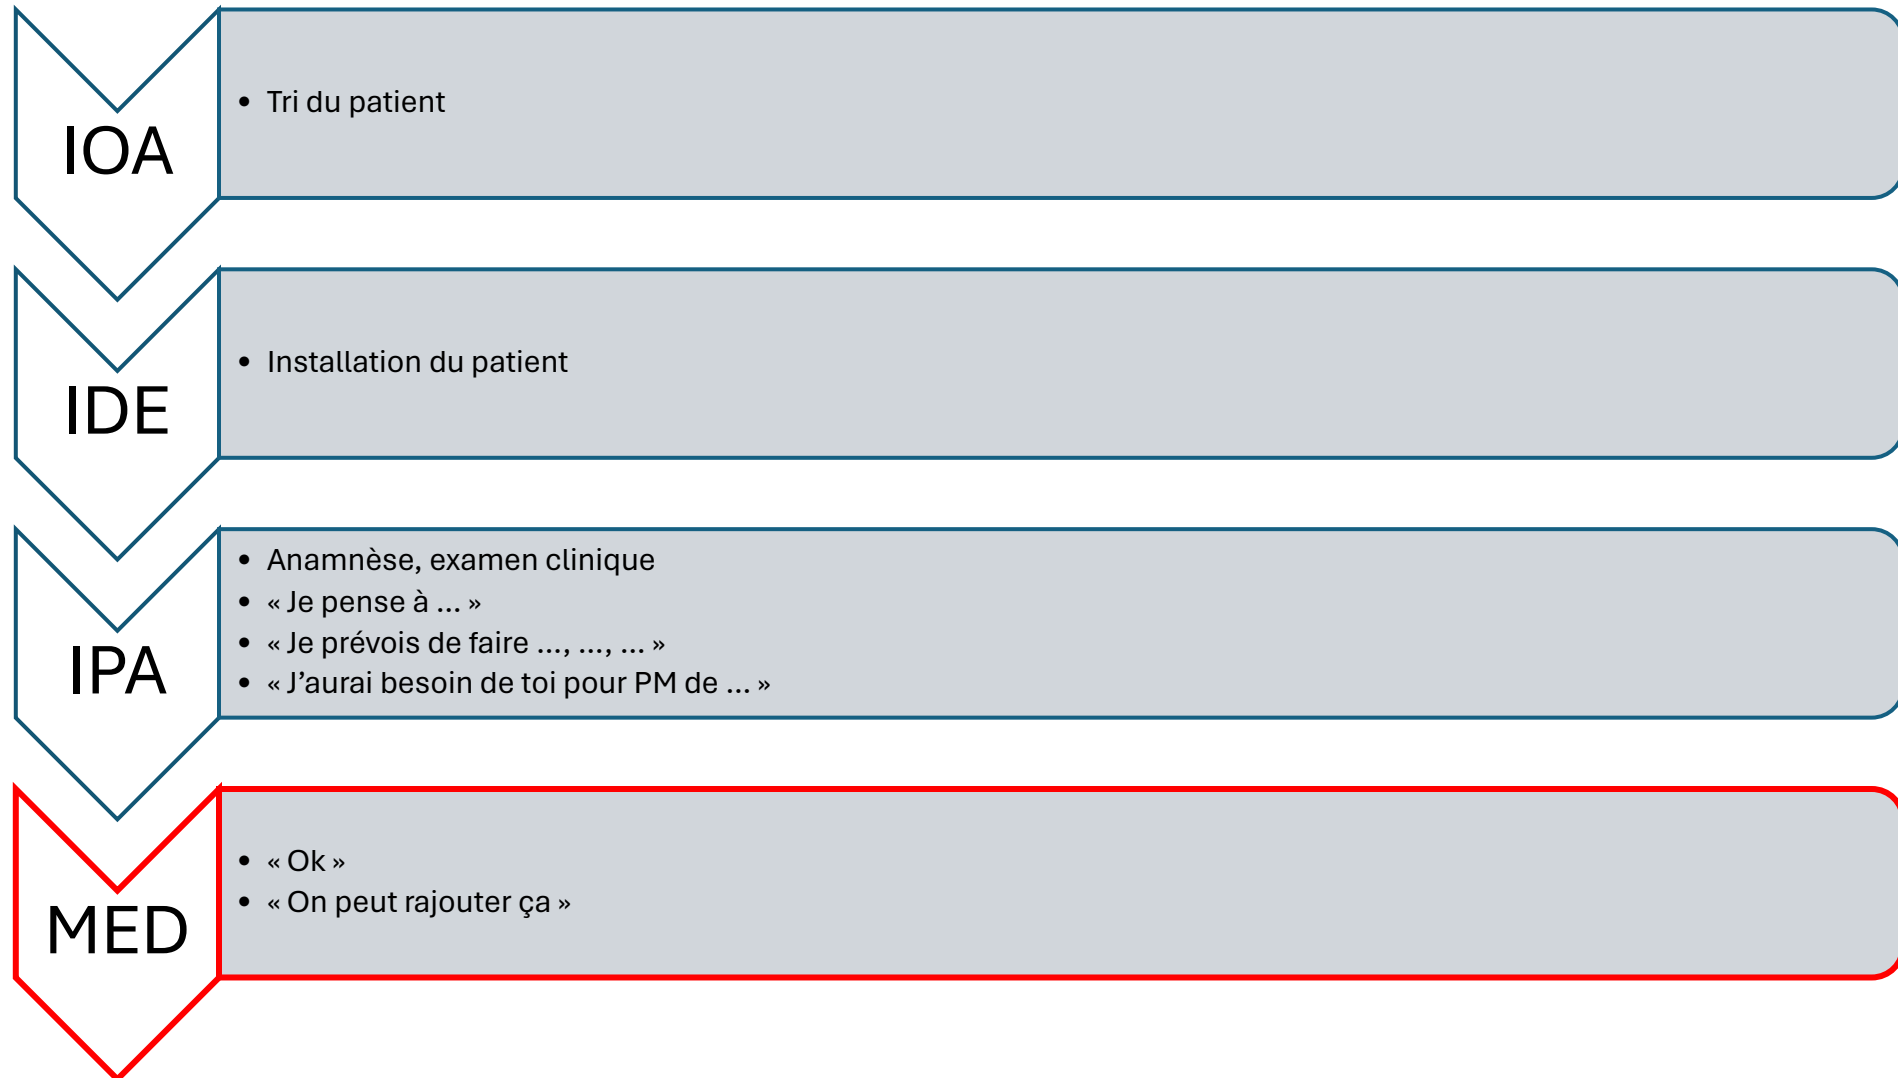 IOA
• Tri du patient
IDE
• Installation du patient
IPA
• Anamnèse, examen clinique
• « Je pense à ... »
• « Je prévois de faire ..., ..., ... »
• « J’aurai besoin de toi pour PM de ... »
MED
• « Ok »
• « On peut rajouter ça »